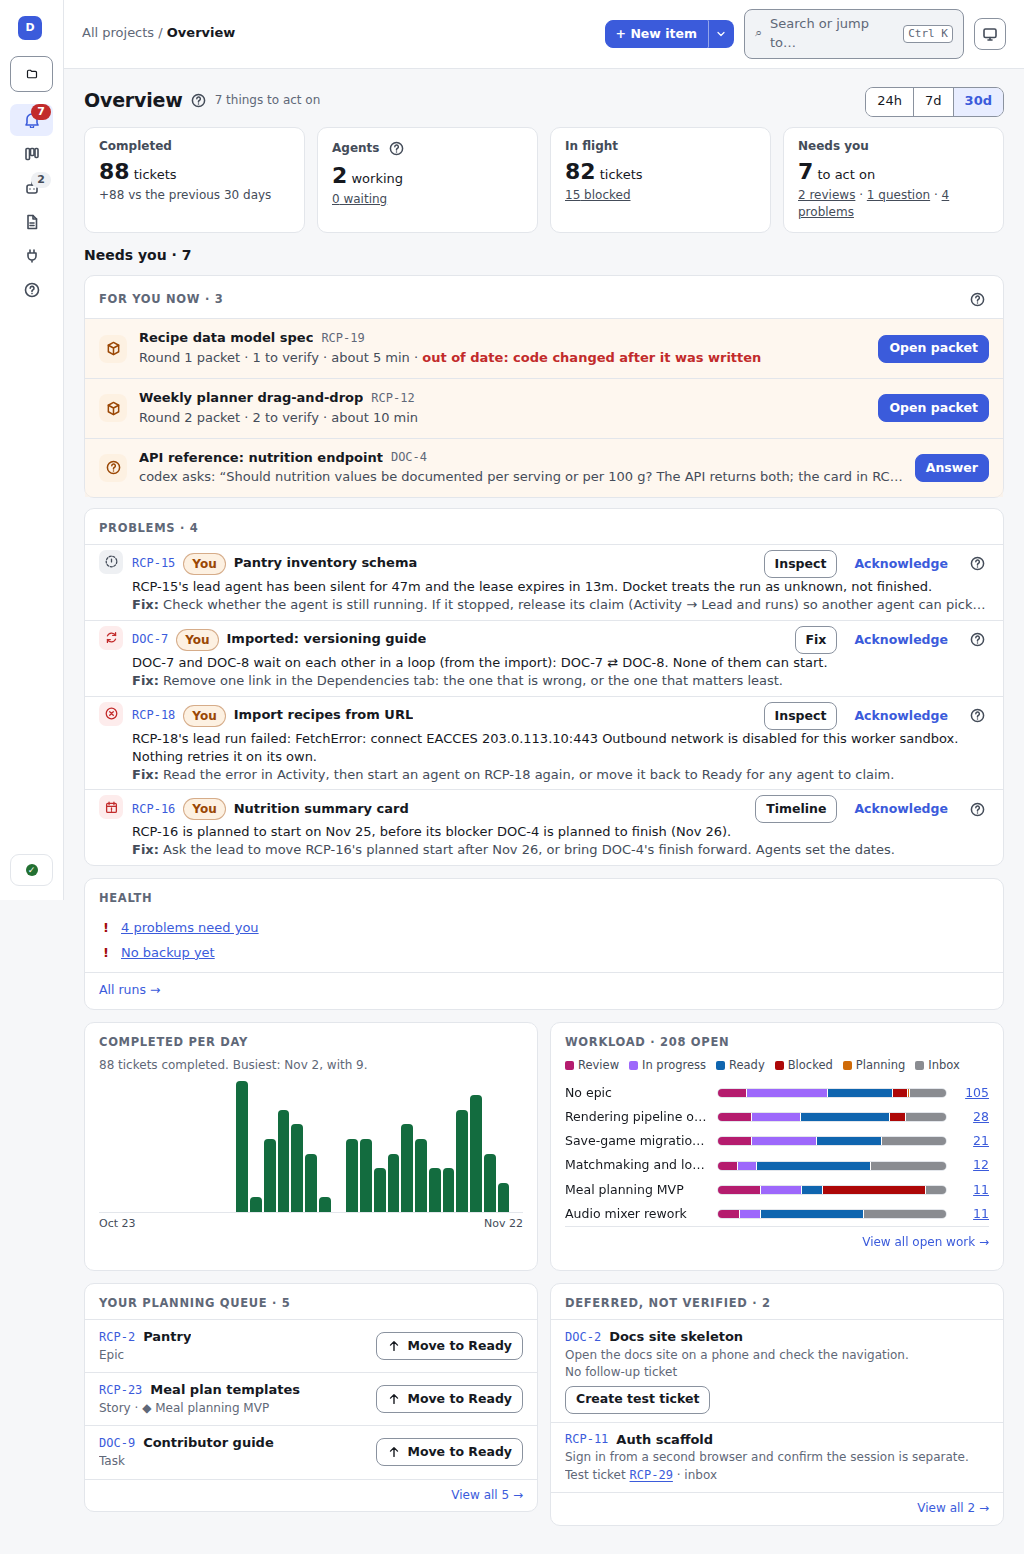 D
All projects / Overview
+ New item
Search or jump to…
Ctrl K
7
2
Overview
7 things to act on
24h
7d
30d
Completed
88 tickets
+88 vs the previous 30 days
Agents
2 working
0 waiting
In flight
82 tickets
15 blocked
Needs you
7 to act on
2 reviews · 1 question · 4 problems
Needs you · 7
FOR YOU NOW · 3
Recipe data model spec RCP-19
Round 1 packet · 1 to verify · about 5 min · out of date: code changed after it was written
Open packet
Weekly planner drag-and-drop RCP-12
Round 2 packet · 2 to verify · about 10 min
Open packet
API reference: nutrition endpoint DOC-4
codex asks: “Should nutrition values be documented per serving or per 100 g? The API returns both; the card in RC…
Answer
PROBLEMS · 4
RCP-15 You Pantry inventory schema
Inspect
Acknowledge
RCP-15's lead agent has been silent for 47m and the lease expires in 13m. Docket treats the run as unknown, not finished.
Fix: Check whether the agent is still running. If it stopped, release its claim (Activity → Lead and runs) so another agent can pick…
DOC-7 You Imported: versioning guide
Fix
Acknowledge
DOC-7 and DOC-8 wait on each other in a loop (from the import): DOC-7 ⇄ DOC-8. None of them can start.
Fix: Remove one link in the Dependencies tab: the one that is wrong, or the one that matters least.
RCP-18 You Import recipes from URL
Inspect
Acknowledge
RCP-18's lead run failed: FetchError: connect EACCES 203.0.113.10:443 Outbound network is disabled for this worker sandbox.
Nothing retries it on its own.
Fix: Read the error in Activity, then start an agent on RCP-18 again, or move it back to Ready for any agent to claim.
RCP-16 You Nutrition summary card
Timeline
Acknowledge
RCP-16 is planned to start on Nov 25, before its blocker DOC-4 is planned to finish (Nov 26).
Fix: Ask the lead to move RCP-16's planned start after Nov 26, or bring DOC-4's finish forward. Agents set the dates.
HEALTH
! 4 problems need you
! No backup yet
All runs →
COMPLETED PER DAY
88 tickets completed. Busiest: Nov 2, with 9.
Oct 23
Nov 22
WORKLOAD · 208 OPEN
Review In progress Ready Blocked Planning Inbox
No epic 105
Rendering pipeline o… 28
Save-game migratio… 21
Matchmaking and lo… 12
Meal planning MVP 11
Audio mixer rework 11
View all open work →
YOUR PLANNING QUEUE · 5
RCP-2 Pantry
Epic
Move to Ready
RCP-23 Meal plan templates
Story · ◆ Meal planning MVP
Move to Ready
DOC-9 Contributor guide
Task
Move to Ready
View all 5 →
DEFERRED, NOT VERIFIED · 2
DOC-2 Docs site skeleton
Open the docs site on a phone and check the navigation.
No follow-up ticket
Create test ticket
RCP-11 Auth scaffold
Sign in from a second browser and confirm the session is separate.
Test ticket RCP-29 · inbox
View all 2 →